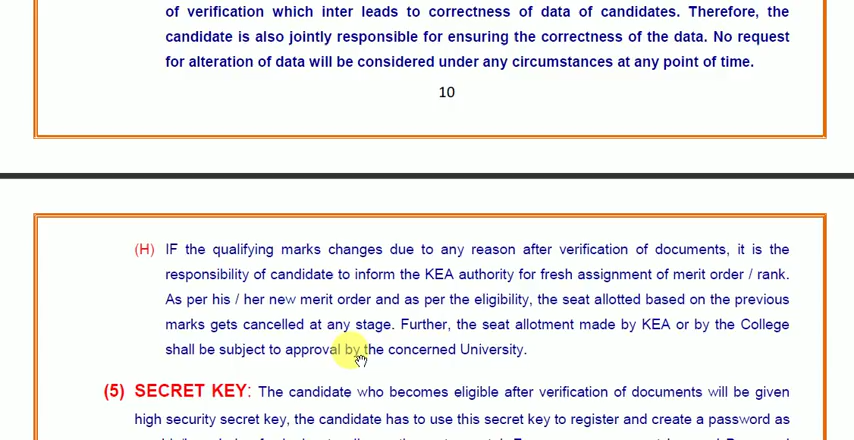 of verification which inter leads to correctness of data of candidates. Therefore, the
candidate is also jointly responsible for ensuring the correctness of the data. No request
for alteration of data will be considered under any circumstances at any point of time.
10
(H) IF the qualifying marks changes due to any reason after verification of documents, it is the
responsibility of candidate to inform the KEA authority for fresh assignment of merit order / rank.
As per his / her new merit order and as per the eligibility, the seat allotted based on the previous
marks gets cancelled at any stage. Further, the seat allotment made by KEA or by the College
shall be subject to approval by the concerned University.
(5) SECRET KEY: The candidate who becomes eligible after verification of documents will be given
high security secret key, the candidate has to use this secret key to register and create a password as